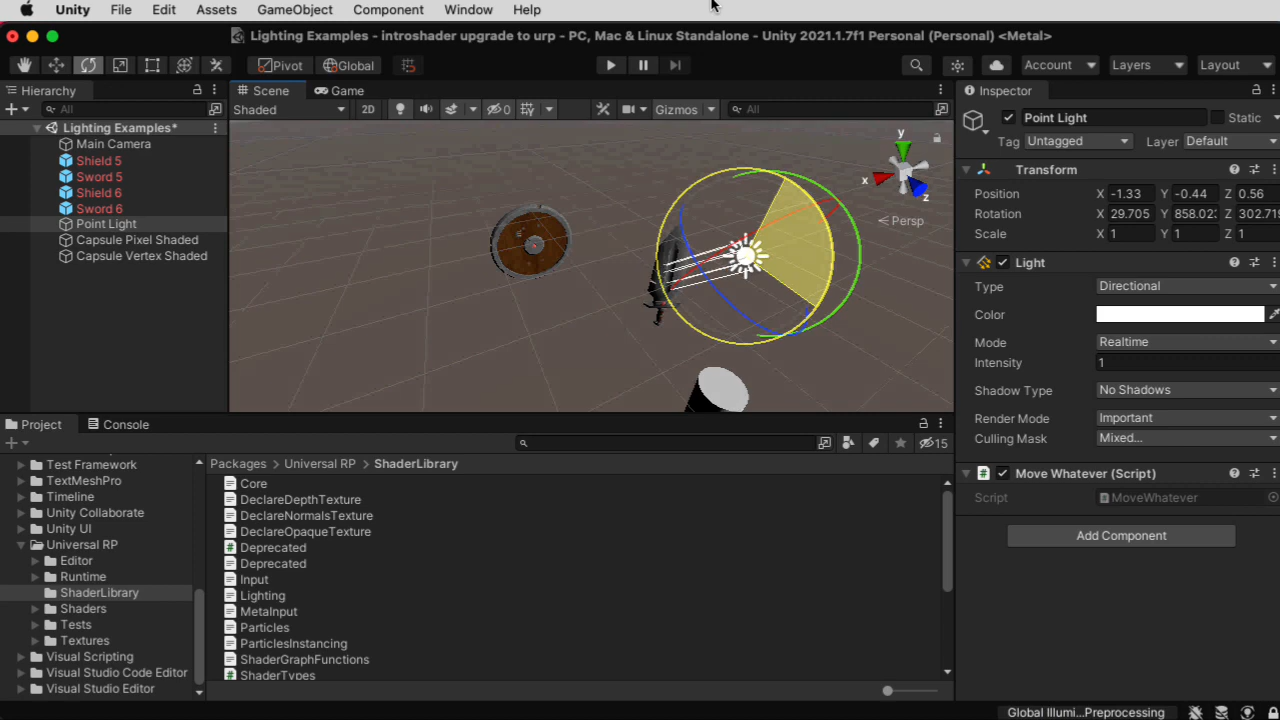 Unity File Edit Assets GameObject Component Window Help
Lighting Examples - introshader upgrade to urp - PC, Mac & Linux Standalone - Unity 2021.1.7f1 Personal (Personal) <Metal>
Pivot Global Account Layers Layout
Hierarchy
All
Lighting Examples*
Main Camera
Shield 5
Sword 5
Shield 6
Sword 6
Point Light
Capsule Pixel Shaded
Capsule Vertex Shaded
Scene Game
Shaded 2D 0 Gizmos All
y
x
z
Persp
Inspector
Point Light Static
Tag Untagged Layer Default
Transform
Position X -1.33 Y -0.44 Z 0.56
Rotation X 29.705 Y 858.02 Z 302.719
Scale X 1 Y 1 Z 1
Light
Type Directional
Color
Mode Realtime
Intensity 1
Shadow Type No Shadows
Render Mode Important
Culling Mask Mixed...
Move Whatever (Script)
Script MoveWhatever
Add Component
Project Console
15
Test Framework
TextMeshPro
Timeline
Unity Collaborate
Unity UI
Universal RP
Editor
Runtime
ShaderLibrary
Shaders
Tests
Textures
Visual Scripting
Visual Studio Code Editor
Visual Studio Editor
Packages > Universal RP > ShaderLibrary
Core
DeclareDepthTexture
DeclareNormalsTexture
DeclareOpaqueTexture
Deprecated
Deprecated
Input
Lighting
MetaInput
Particles
ParticlesInstancing
ShaderGraphFunctions
ShaderTypes
Global Illumi...Preprocessing